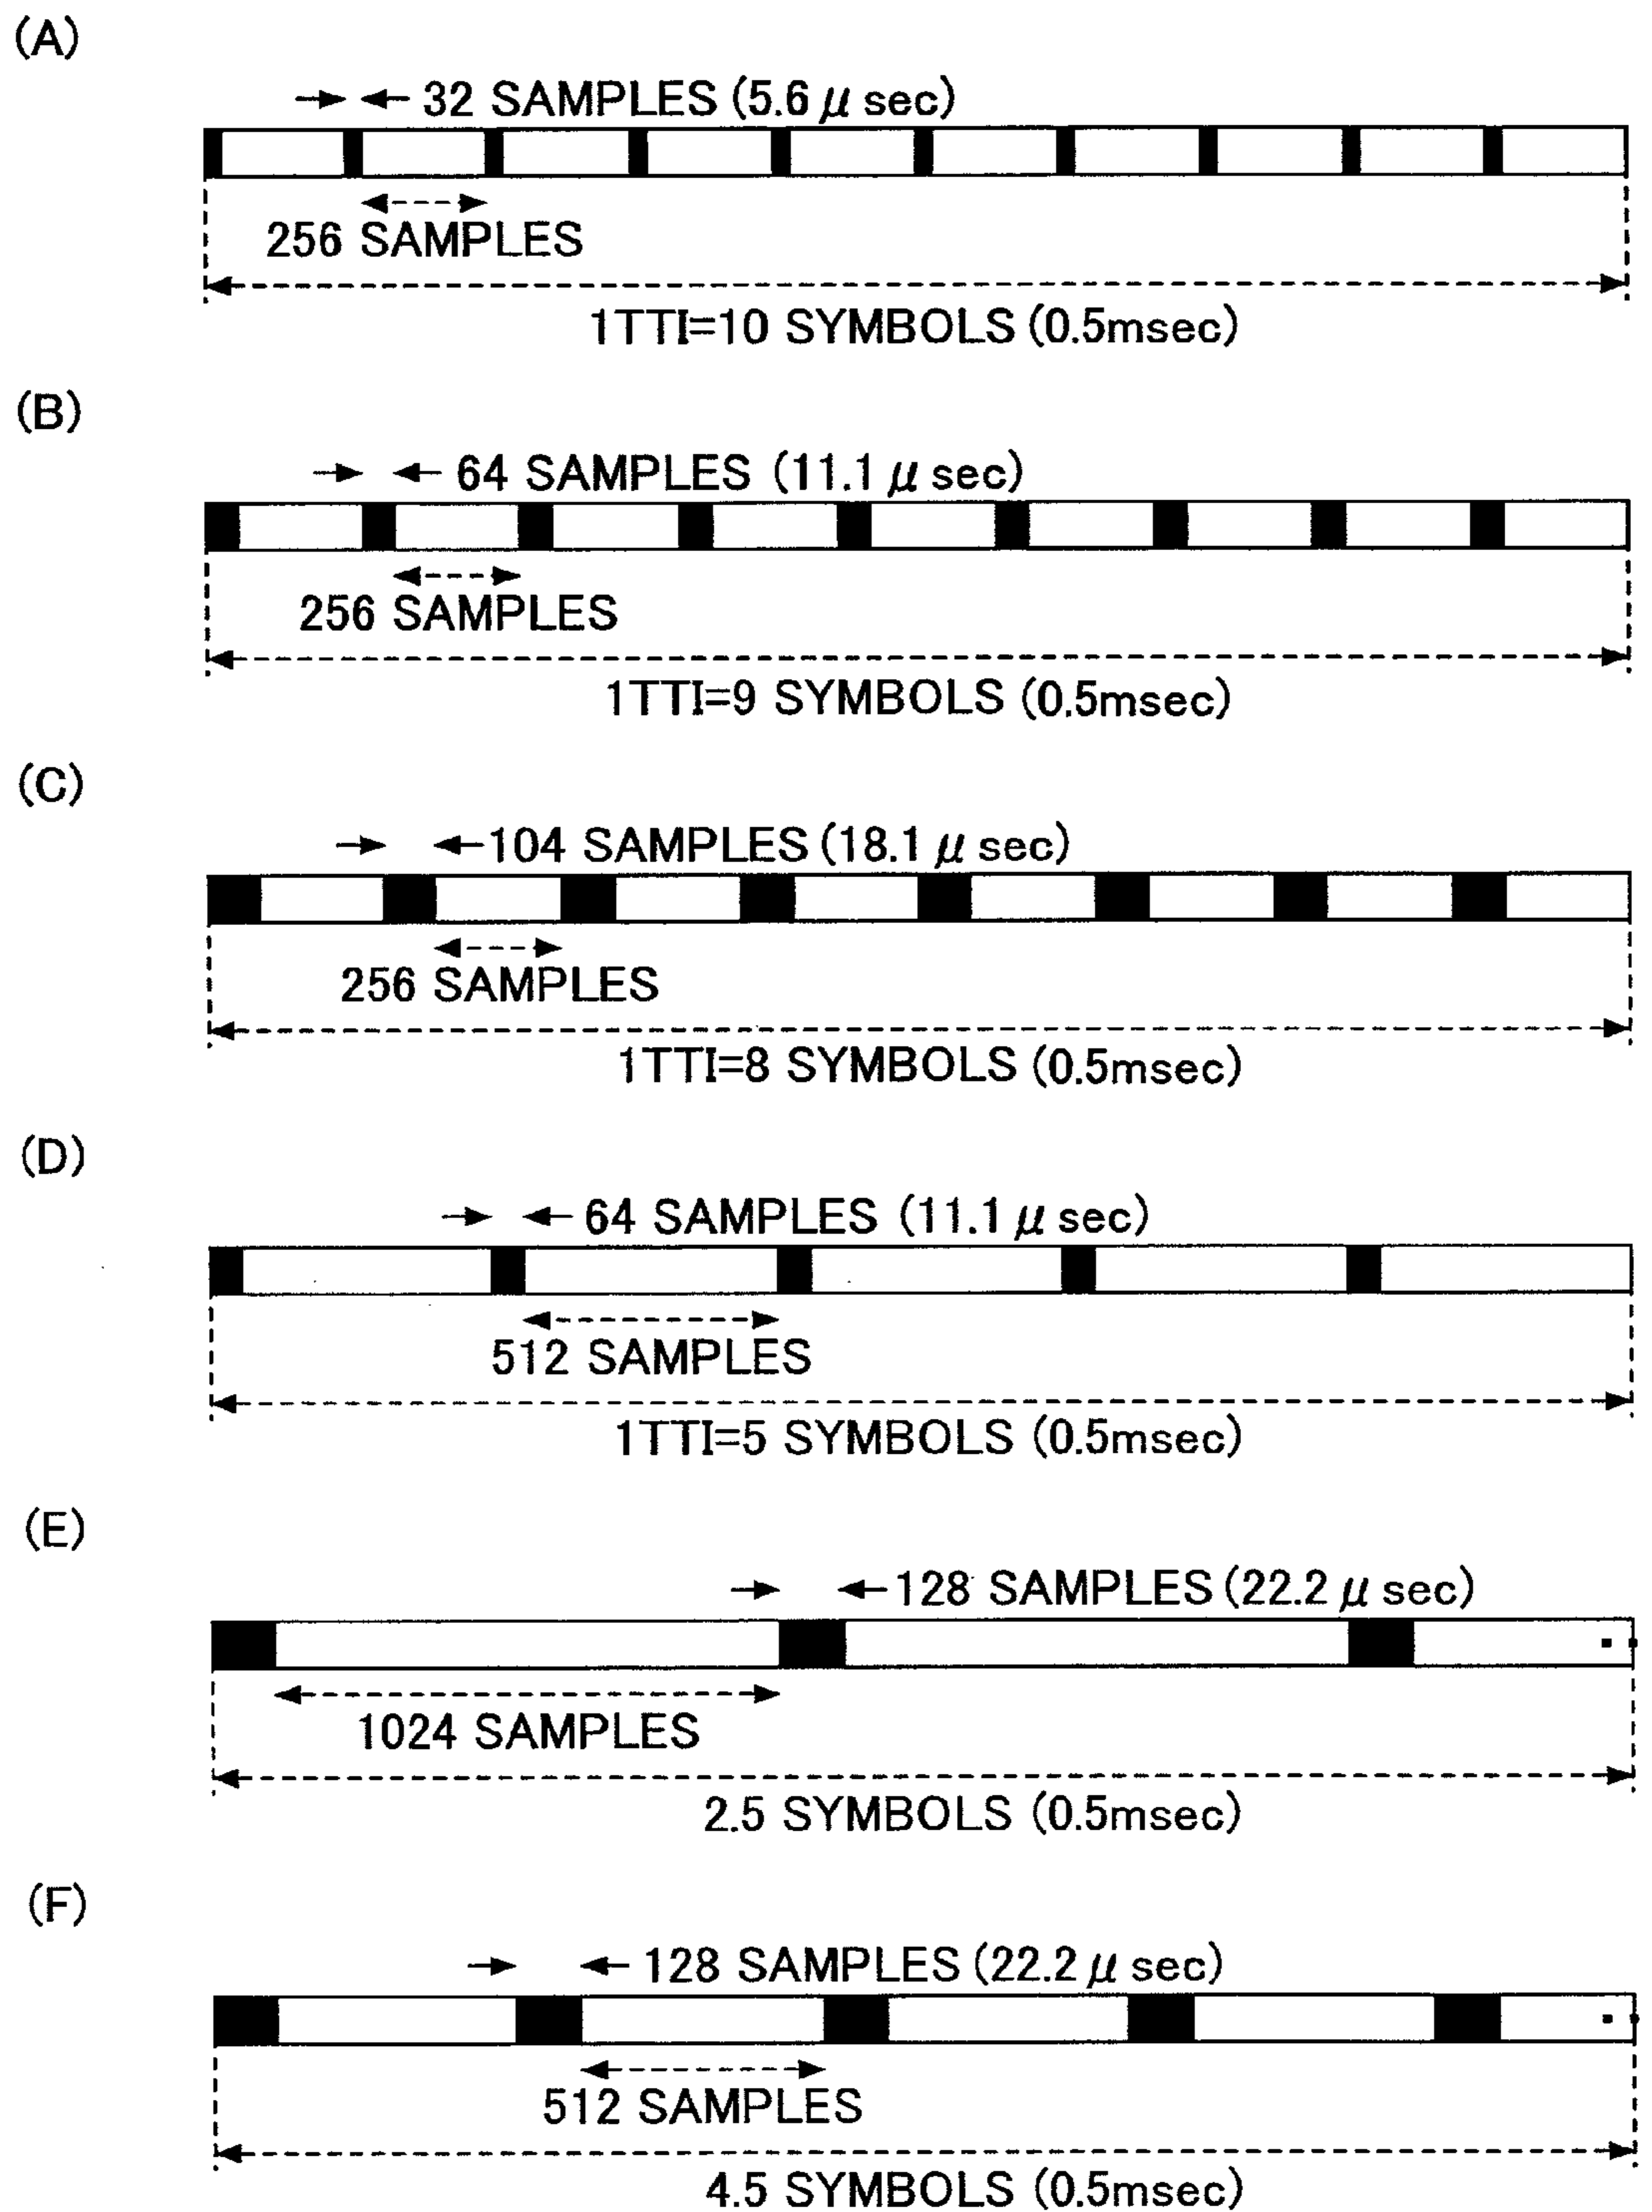 (A)
32 SAMPLES (5.6 μ sec)
256 SAMPLES
1TTI=10 SYMBOLS (0.5msec)
(B)
64 SAMPLES (11.1 μ sec)
256 SAMPLES
1TTI=9 SYMBOLS (0.5msec)
(C)
104 SAMPLES (18.1 μ sec)
256 SAMPLES
1TTI=8 SYMBOLS (0.5msec)
(D)
64 SAMPLES (11.1 μ sec)
512 SAMPLES
1TTI=5 SYMBOLS (0.5msec)
(E)
128 SAMPLES (22.2 μ sec)
1024 SAMPLES
2.5 SYMBOLS (0.5msec)
(F)
128 SAMPLES (22.2 μ sec)
512 SAMPLES
4.5 SYMBOLS (0.5msec)